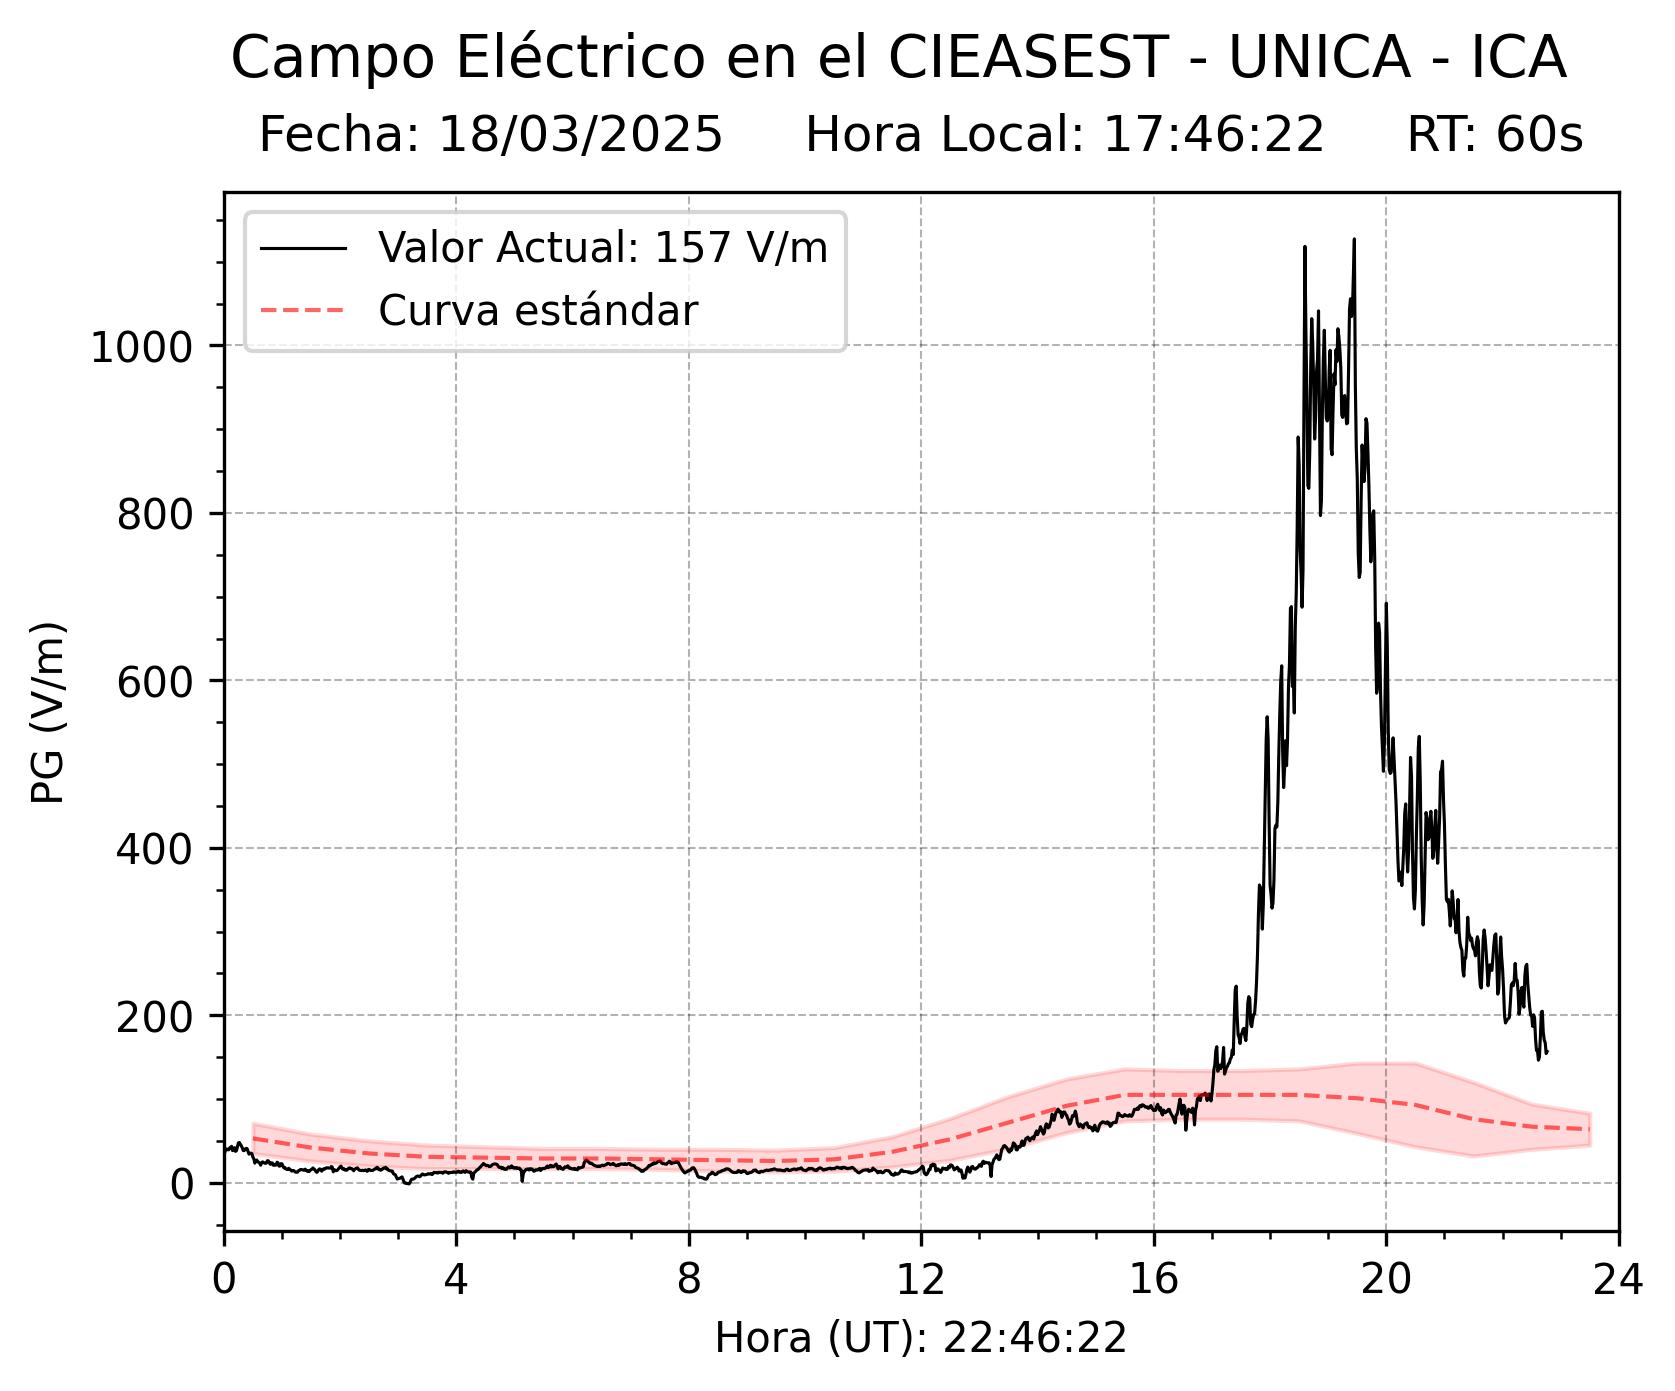 Campo Eléctrico en el CIEASEST - UNICA - ICA
Fecha: 18/03/2025 Hora Local: 17:46:22 RT: 60s
Valor Actual: 157 V/m
Curva estándar
PG (V/m)
1000
800
600
400
200
0
0 4 8 12 16 20 24
Hora (UT): 22:46:22